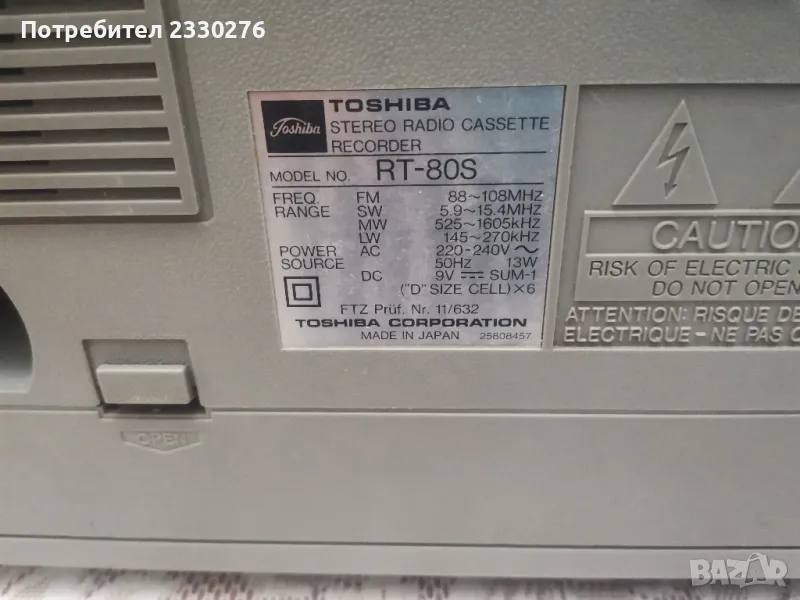 Потребител 2330276
Toshiba
TOSHIBA
STEREO RADIO CASSETTE
RECORDER
MODEL NO. RT-80S
FREQ. FM 88~108MHz
RANGE SW 5.9~15.4MHz
MW 525~1605kHz
LW 145~270kHz
POWER AC 220-240V ~
SOURCE 50Hz 13W
DC 9V ⎓ SUM-1
("D" SIZE CELL) × 6
FTZ Prüf. Nr. 11/632
TOSHIBA CORPORATION
MADE IN JAPAN 25808457
CAUTIO
RISK OF ELECTRIC
DO NOT OPEN
ATTENTION: RISQUE DE
ELECTRIQUE-NE PAS
OPEN
BAZAR